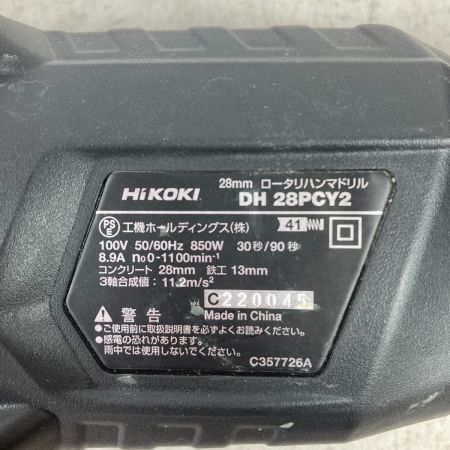 HiKOKI
28mm ロータリハンマドリル
DH 28PCY2
PSE 工機ホールディングス(株) 41
100V 50/60Hz 850W 30秒/90秒
8.9A n₀0-1100min⁻¹
コンクリート 28mm 鉄工 13mm
3軸合成値: 11.2m/s²
C220045
Made in China
警告
●ご使用前に取扱説明書を必ずよくお読みください。
●感電の恐れがあります。
雨中では使用しないでください。
C357726A